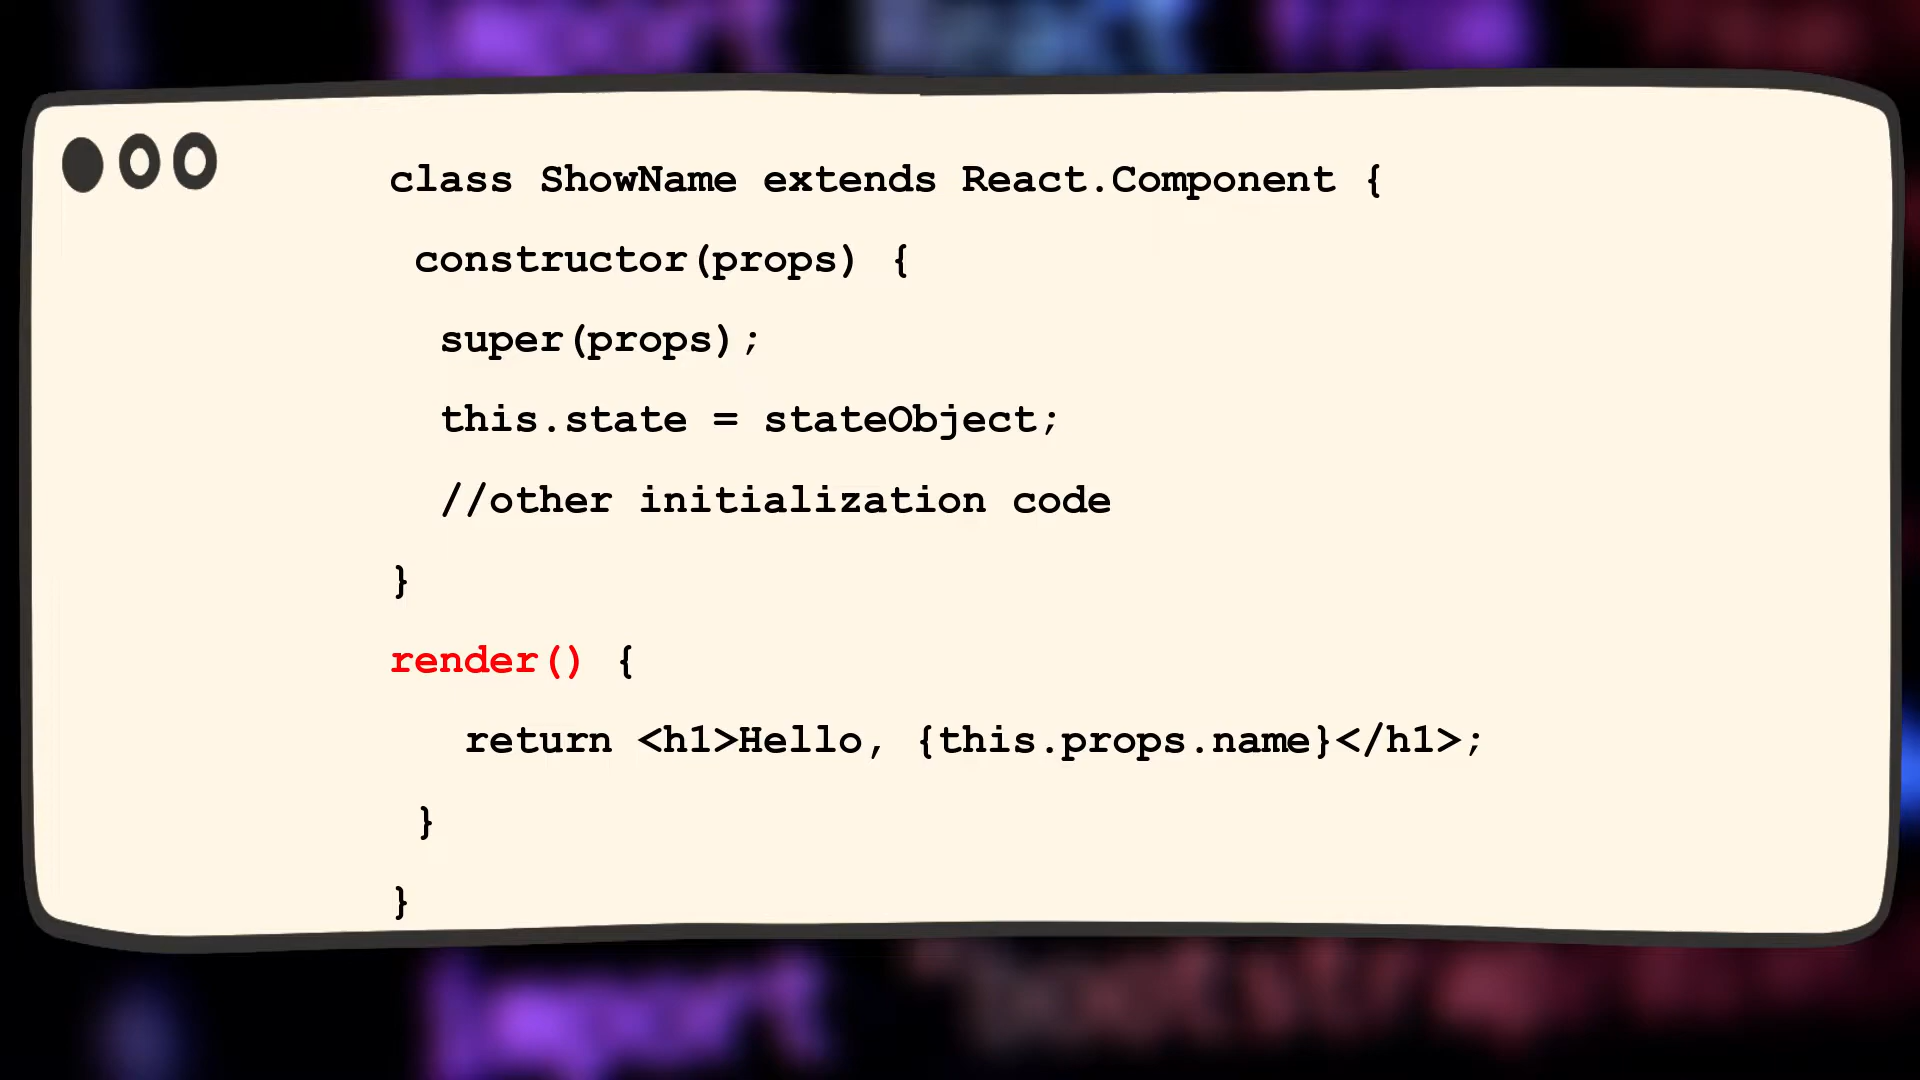 class ShowName extends React.Component {
constructor(props) {
super(props);
this.state = stateObject;
//other initialization code
}
render() {
return <h1>Hello, {this.props.name}</h1>;
}
}